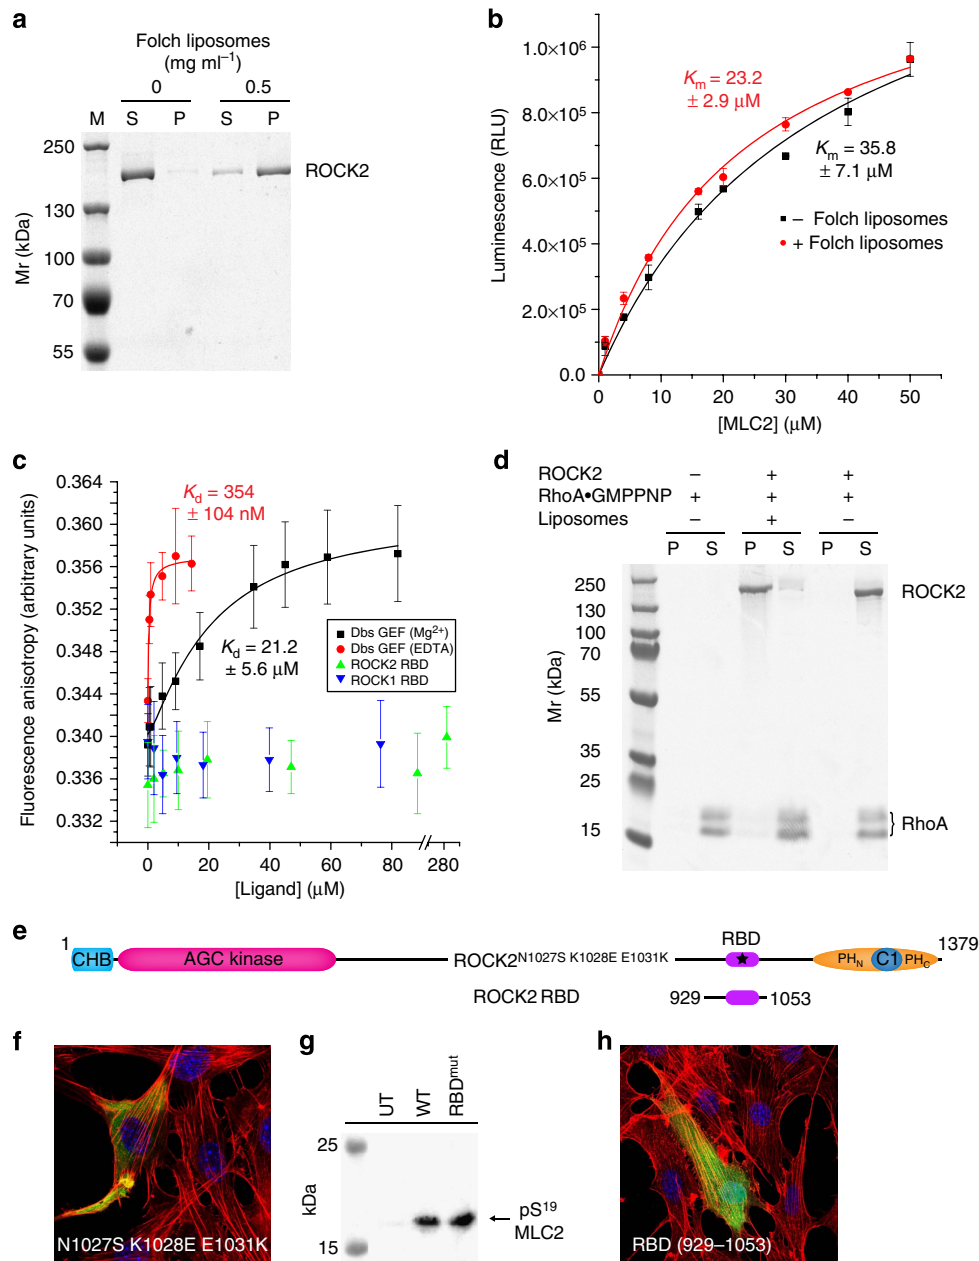 a
Folch liposomes
(mg ml⁻¹)
0 0.5
M S P S P
250
130
100
70
55
Mr (kDa)
ROCK2
b
1.0×10⁶
8.0×10⁵
6.0×10⁵
4.0×10⁵
2.0×10⁵
0.0
Luminescence (RLU)
Km = 23.2
± 2.9 μM
Km = 35.8
± 7.1 μM
– Folch liposomes
+ Folch liposomes
0 10 20 30 40 50
[MLC2] (μM)
c
0.364
0.360
0.356
0.352
0.348
0.344
0.340
0.336
0.332
Fluorescence anisotropy (arbitrary units)
Kd = 354
± 104 nM
Kd = 21.2
± 5.6 μM
Dbs GEF (Mg²⁺)
Dbs GEF (EDTA)
ROCK2 RBD
ROCK1 RBD
0 20 40 60 80 280
[Ligand] (μM)
d
ROCK2 – + +
RhoA•GMPPNP + + +
Liposomes – + –
P S P S P S
250
130
100
70
55
35
25
15
Mr (kDa)
ROCK2
RhoA
e
1 RBD 1379
CHB AGC kinase ROCK2N1027S K1028E E1031K PHN C1 PHC
ROCK2 RBD 929 1053
f
N1027S K1028E E1031K
g
UT WT RBDmut
25
15
kDa
pS¹⁹
MLC2
h
RBD (929–1053)